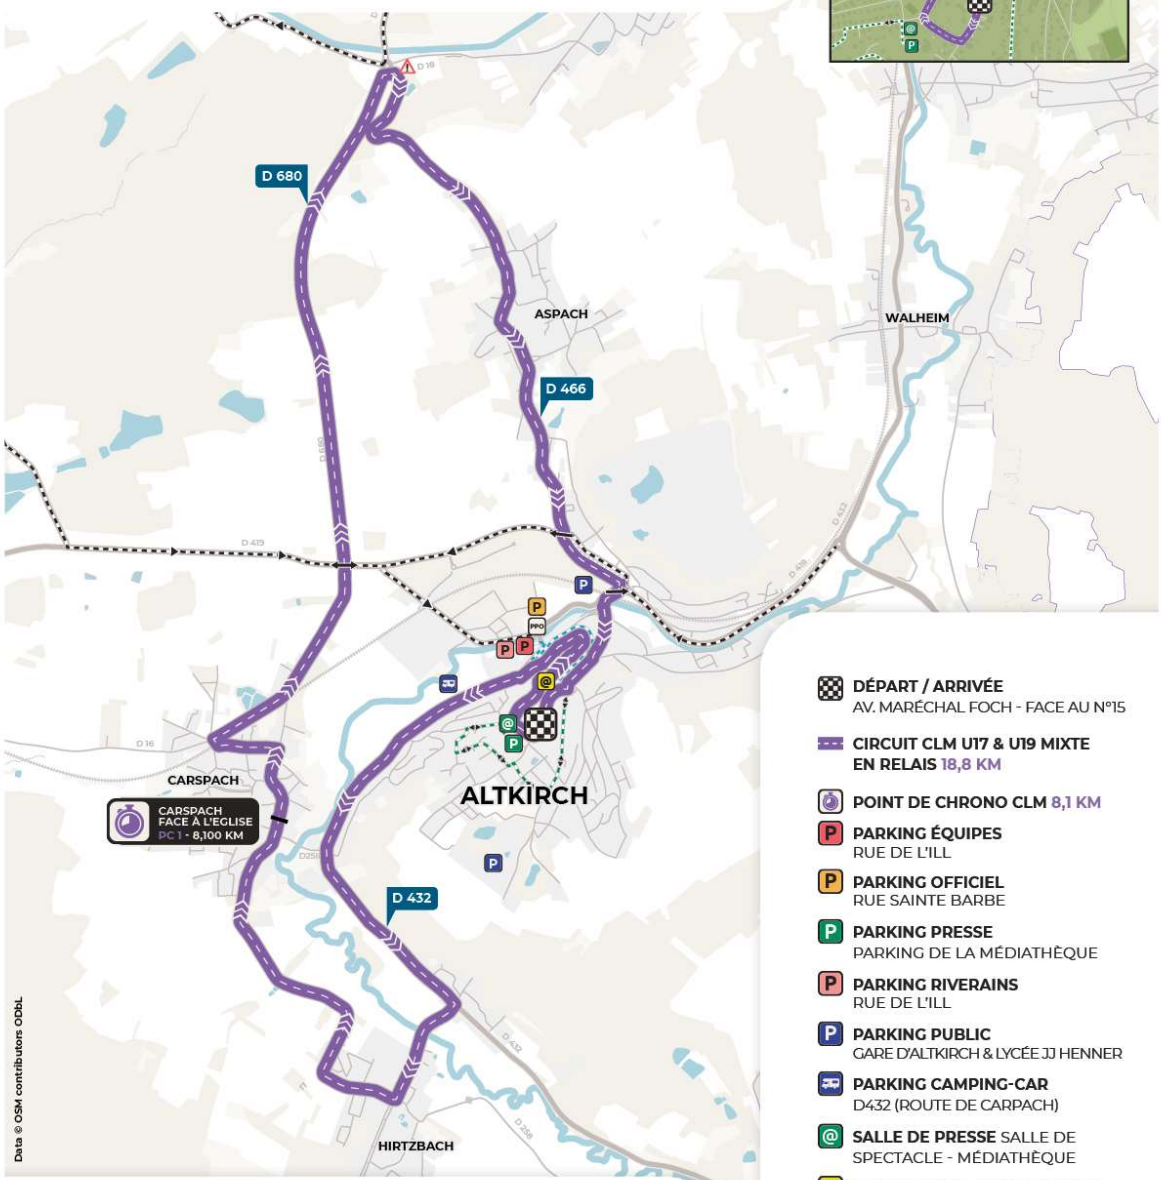 @
P
D 18
D 680
ASPACH
WALHEIM
D 466
D 680
D 432
D 419
D 419
P
P
PPO
P
P
@
@
P
D 16
CARSPACH
ALTKIRCH
CARSPACH
FACE À L'EGLISE
PC 1 - 8,100 KM
P
D 432
D 432
HIRTZBACH
D 25B
Data © OSM contributors ODbL
DÉPART / ARRIVÉE
AV. MARÉCHAL FOCH - FACE AU N°15
CIRCUIT CLM U17 & U19 MIXTE
EN RELAIS 18,8 KM
POINT DE CHRONO CLM 8,1 KM
P PARKING ÉQUIPES
RUE DE L'ILL
P PARKING OFFICIEL
RUE SAINTE BARBE
P PARKING PRESSE
PARKING DE LA MÉDIATHÈQUE
P PARKING RIVERAINS
RUE DE L'ILL
P PARKING PUBLIC
GARE D'ALTKIRCH & LYCÉE JJ HENNER
PARKING CAMPING-CAR
D432 (ROUTE DE CARPACH)
@ SALLE DE PRESSE SALLE DE
SPECTACLE - MÉDIATHÈQUE